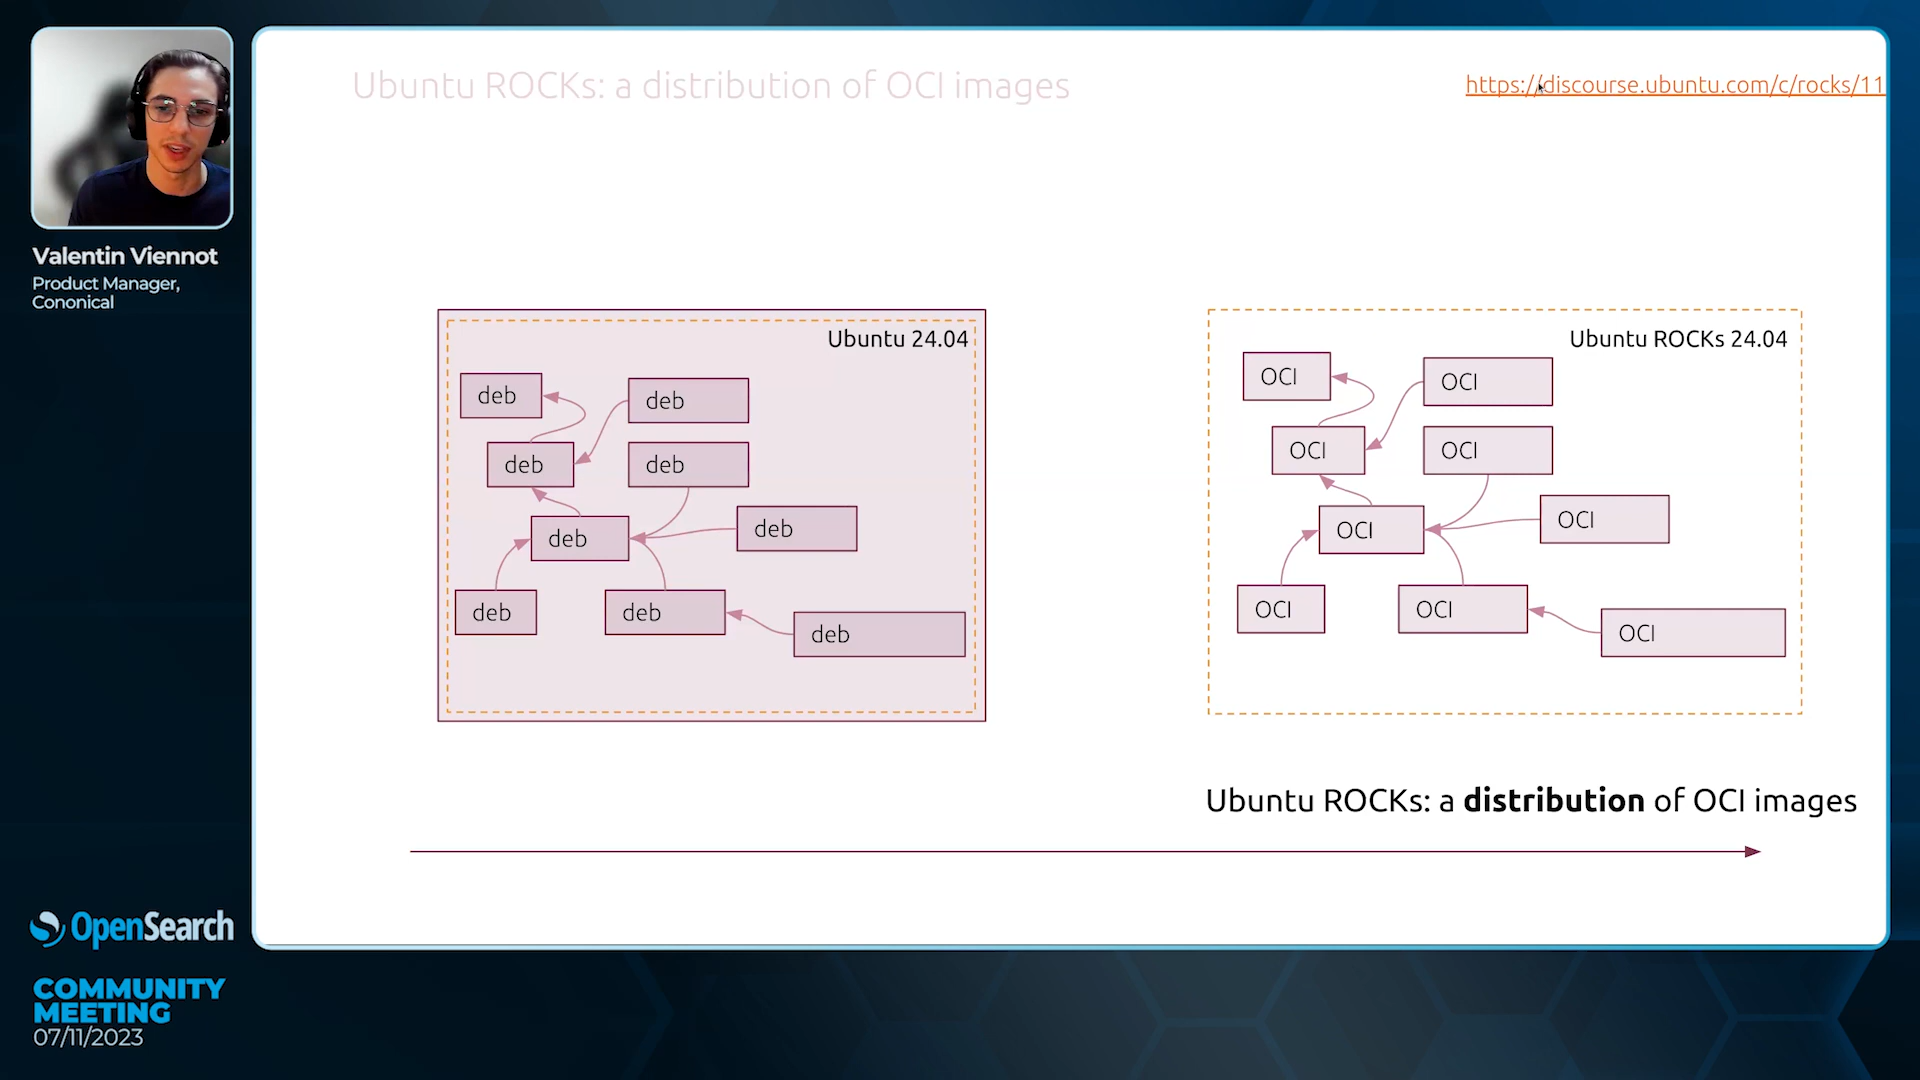 Ubuntu ROCKs: a distribution of OCI images
https://discourse.ubuntu.com/c/rocks/11
Valentin Viennot
Product Manager,
Cononical
Ubuntu 24.04
deb
deb
deb
deb
deb
deb
deb
deb
deb
Ubuntu ROCKs 24.04
OCI
OCI
OCI
OCI
OCI
OCI
OCI
OCI
OCI
Ubuntu ROCKs: a distribution of OCI images
OpenSearch
COMMUNITY
MEETING
07/11/2023